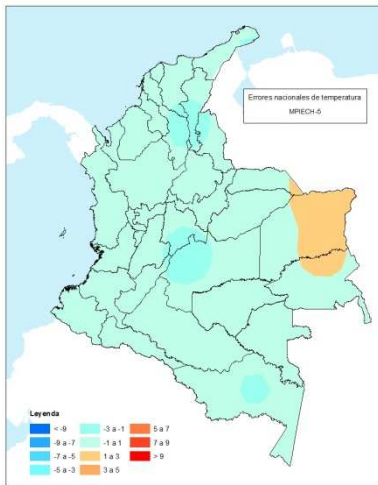 Errores nacionales de temperatura
MPIECH-5
Leyenda
< -9
-9 a -7
-7 a -5
-5 a -3
-3 a -1
-1 a 1
1 a 3
3 a 5
5 a 7
7 a 9
> 9